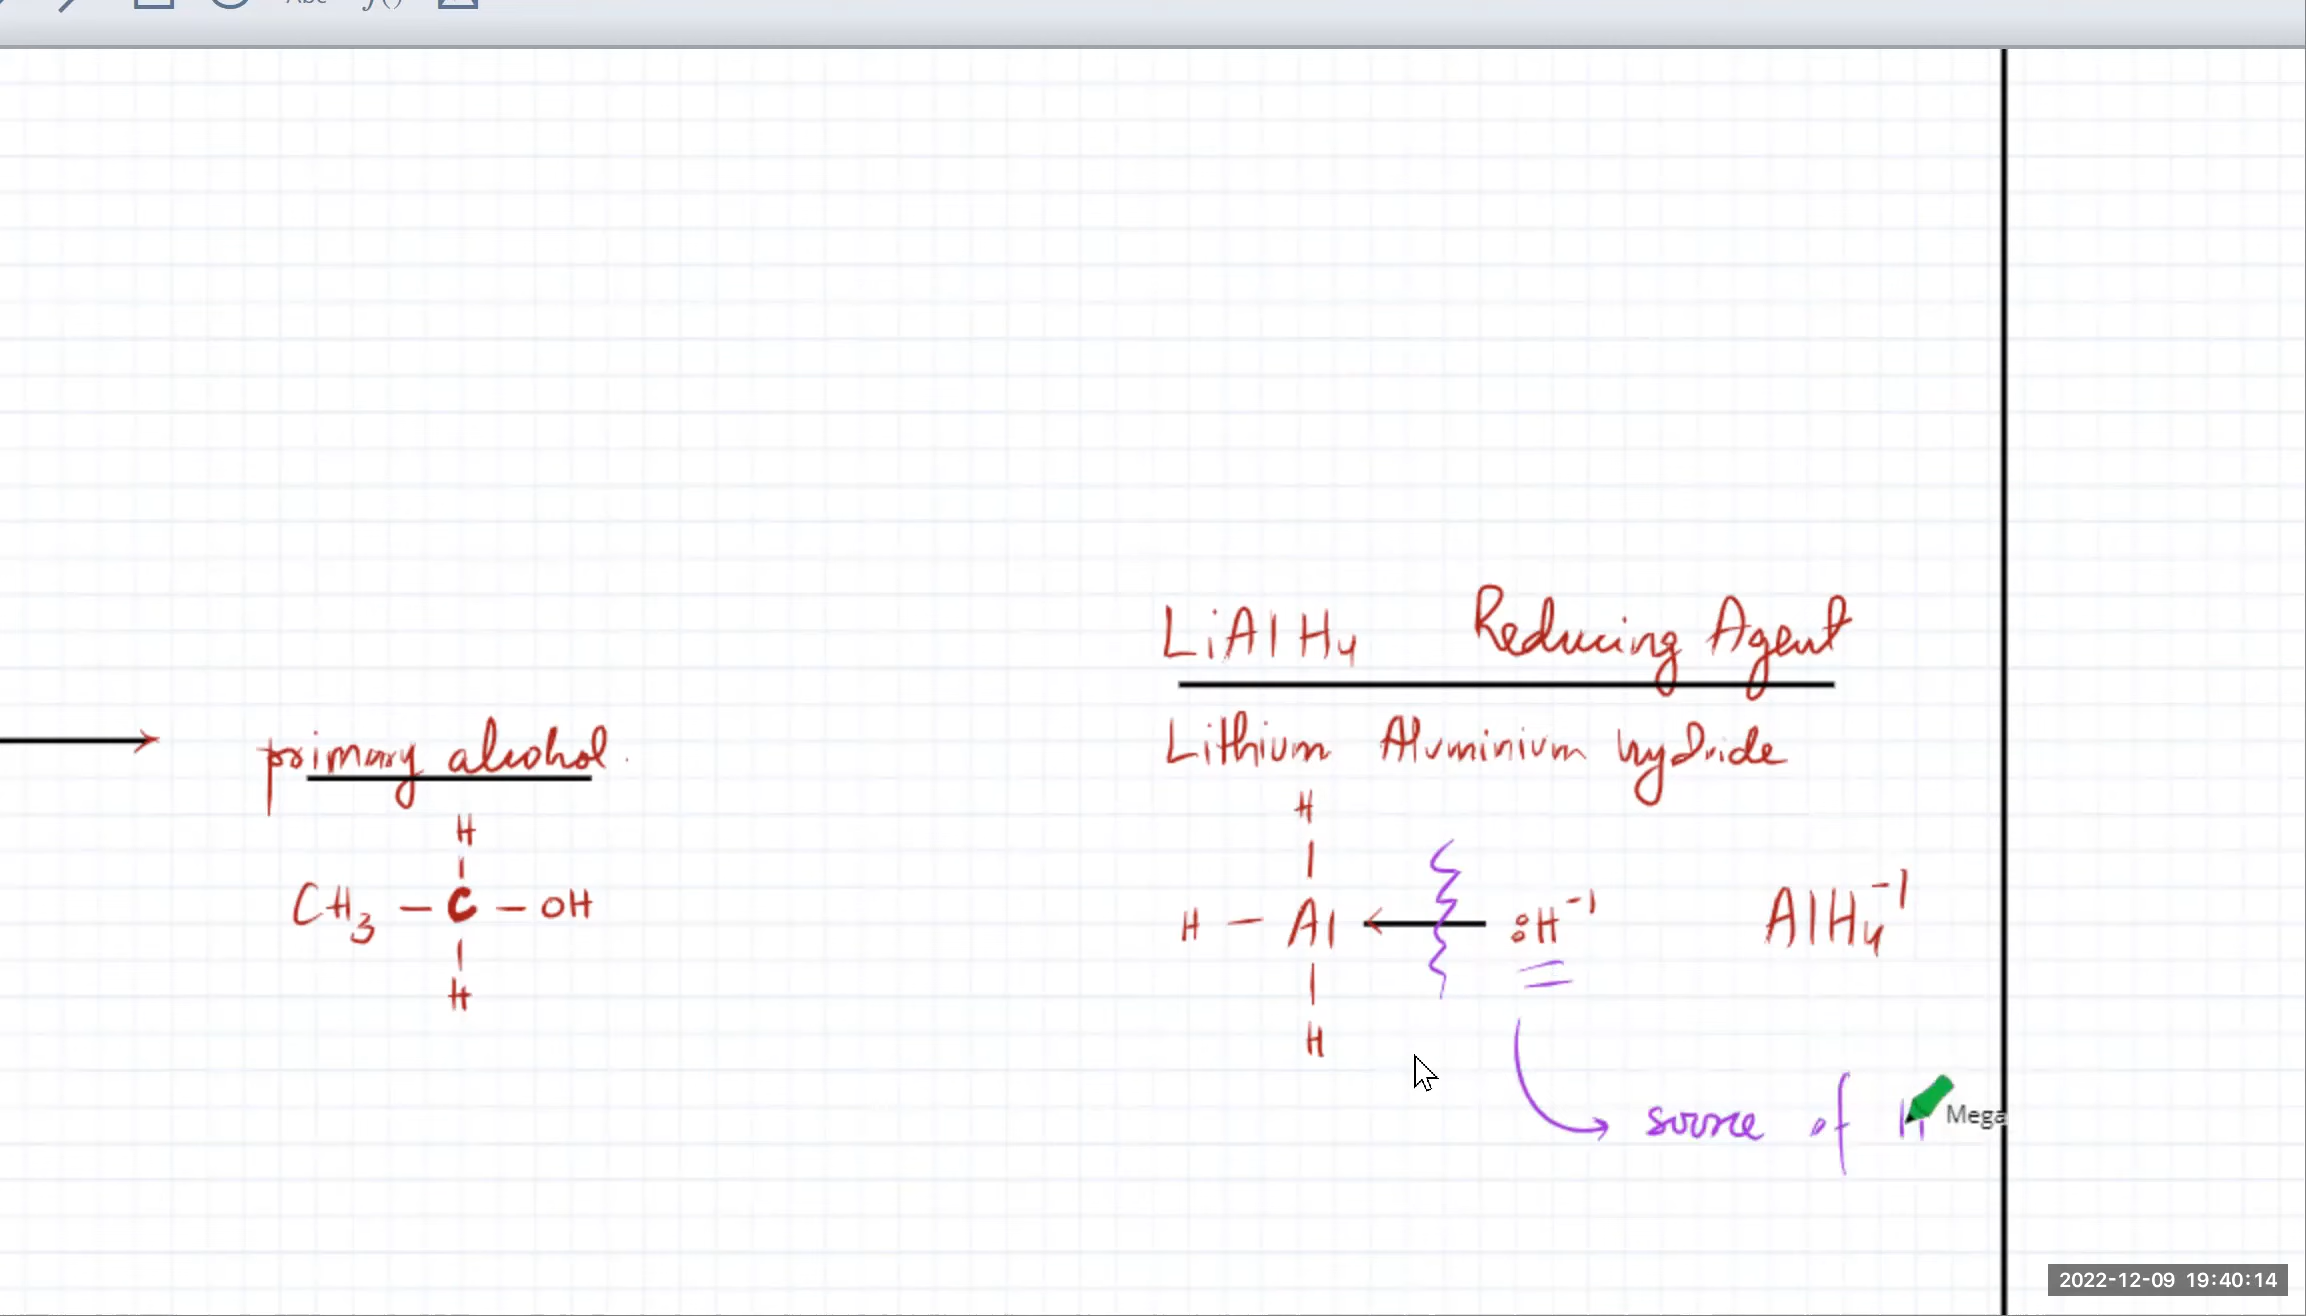 Abc f()
LiAlH4 Reducing Agent
primary alcohol. Lithium Aluminium hydride
H
CH3 — C — OH
H
H
H — Al ← :H⁻¹ AlH4⁻¹
H
source of H Mega
2022-12-09 19:40:14